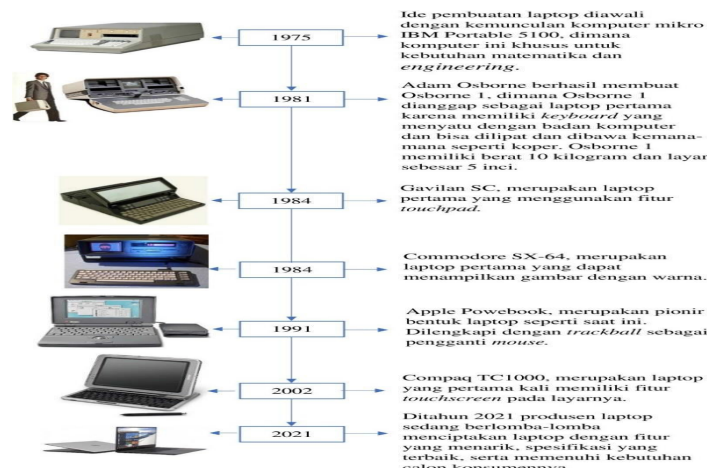 1975
Ide pembuatan laptop diawali
dengan kemunculan komputer mikro
IBM Portable 5100, dimana
komputer ini khusus untuk
kebutuhan matematika dan
engineering.
1981
Adam Osborne berhasil membuat
Osborne 1, dimana Osborne 1
dianggap sebagai laptop pertama
karena memiliki keyboard yang
menyatu dengan badan komputer
dan bisa dilipat dan dibawa kemana-
mana seperti koper. Osborne 1
memiliki berat 10 kilogram dan layar
sebesar 5 inci.
1984
Gavilan SC, merupakan laptop
pertama yang menggunakan fitur
touchpad.
1984
Commodore SX-64, merupakan
laptop pertama yang dapat
menampilkan gambar dengan warna.
1991
Apple Powebook, merupakan pionir
bentuk laptop seperti saat ini.
Dilengkapi dengan trackball sebagai
pengganti mouse.
2002
Compaq TC1000, merupakan laptop
yang pertama kali memiliki fitur
touchscreen pada layarnya.
2021
Ditahun 2021 produsen laptop
sedang berlomba-lomba
menciptakan laptop dengan fitur
yang menarik, spesifikasi yang
terbaik, serta memenuhi kebutuhan
calon konsumennya.